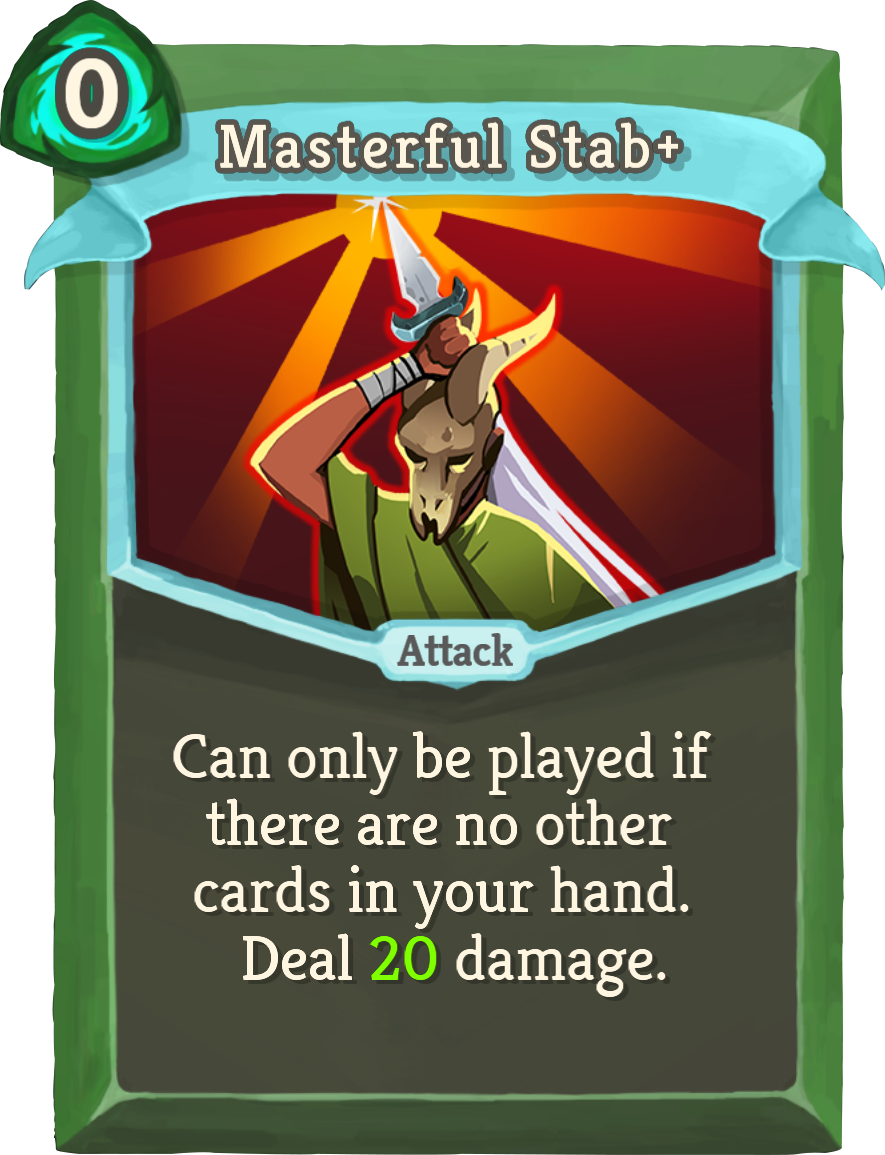 0
Masterful Stab+
Attack
Can only be played if
there are no other
cards in your hand.
Deal 20 damage.